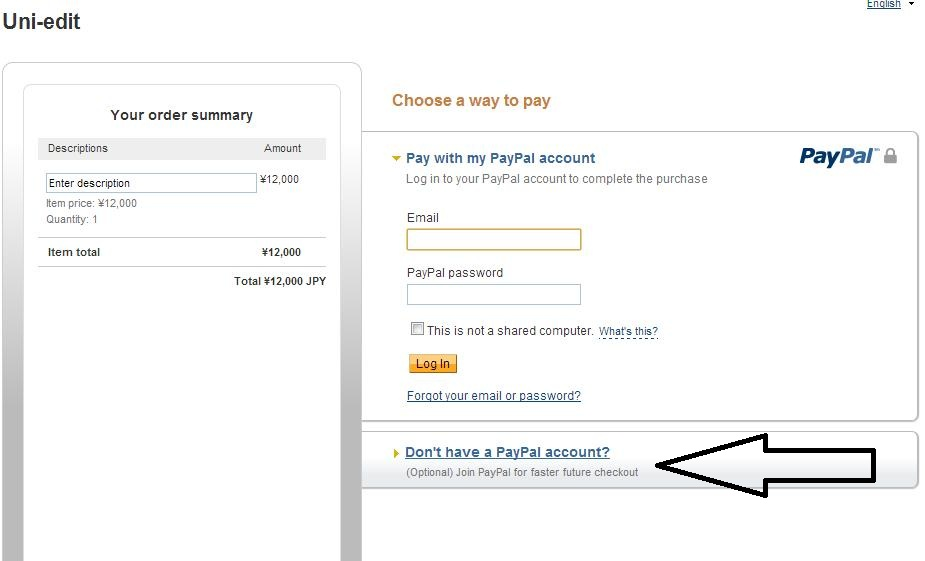 English
Uni-edit
Your order summary
Descriptions Amount
Enter description ¥12,000
Item price: ¥12,000
Quantity: 1
Item total ¥12,000
Total ¥12,000 JPY
Choose a way to pay
Pay with my PayPal account
PayPal
Log in to your PayPal account to complete the purchase
Email
PayPal password
This is not a shared computer. What's this?
Log In
Forgot your email or password?
Don't have a PayPal account?
(Optional) Join PayPal for faster future checkout